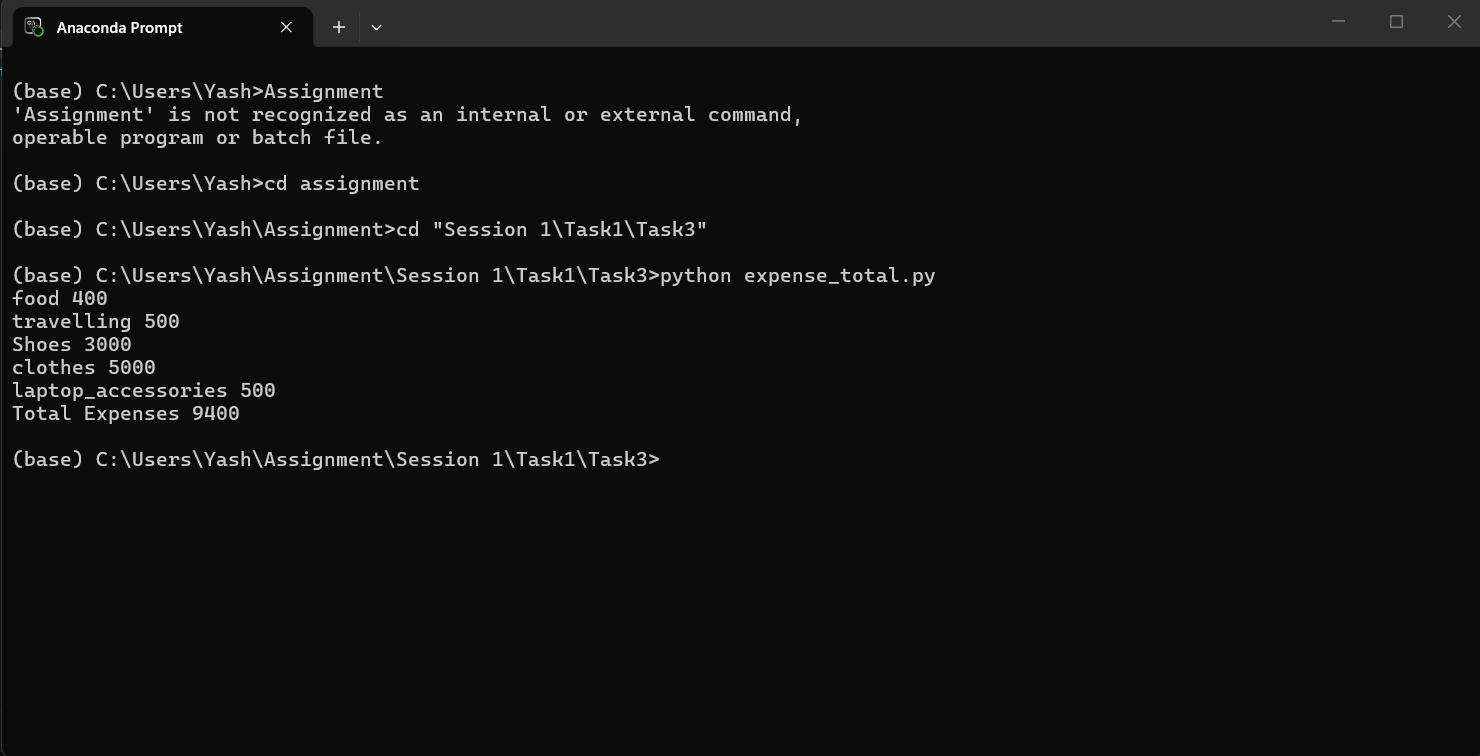 Anaconda Prompt
(base) C:\Users\Yash>Assignment
'Assignment' is not recognized as an internal or external command,
operable program or batch file.
(base) C:\Users\Yash>cd assignment
(base) C:\Users\Yash\Assignment>cd "Session 1\Task1\Task3"
(base) C:\Users\Yash\Assignment\Session 1\Task1\Task3>python expense_total.py
food 400
travelling 500
Shoes 3000
clothes 5000
laptop_accessories 500
Total Expenses 9400
(base) C:\Users\Yash\Assignment\Session 1\Task1\Task3>